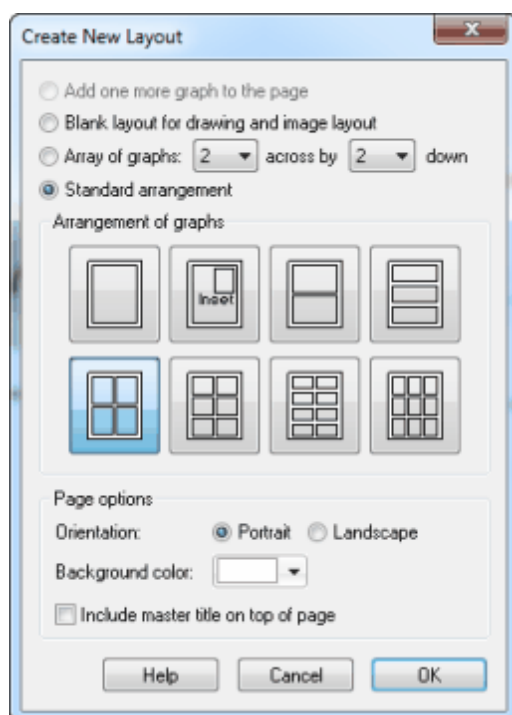 Create New Layout
Add one more graph to the page
Blank layout for drawing and image layout
Array of graphs: 2 across by 2 down
Standard arrangement
Arrangement of graphs
Inset
Page options
Orientation: Portrait Landscape
Background color:
Include master title on top of page
Help Cancel OK